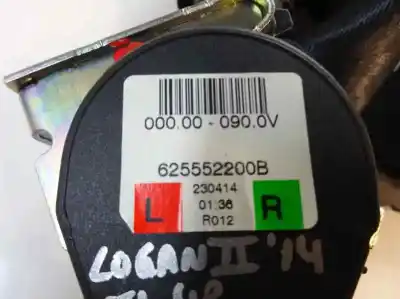 000.00 - 090.0V
625552200B
230414
L 01:36 R
R012
LOGAN II '14